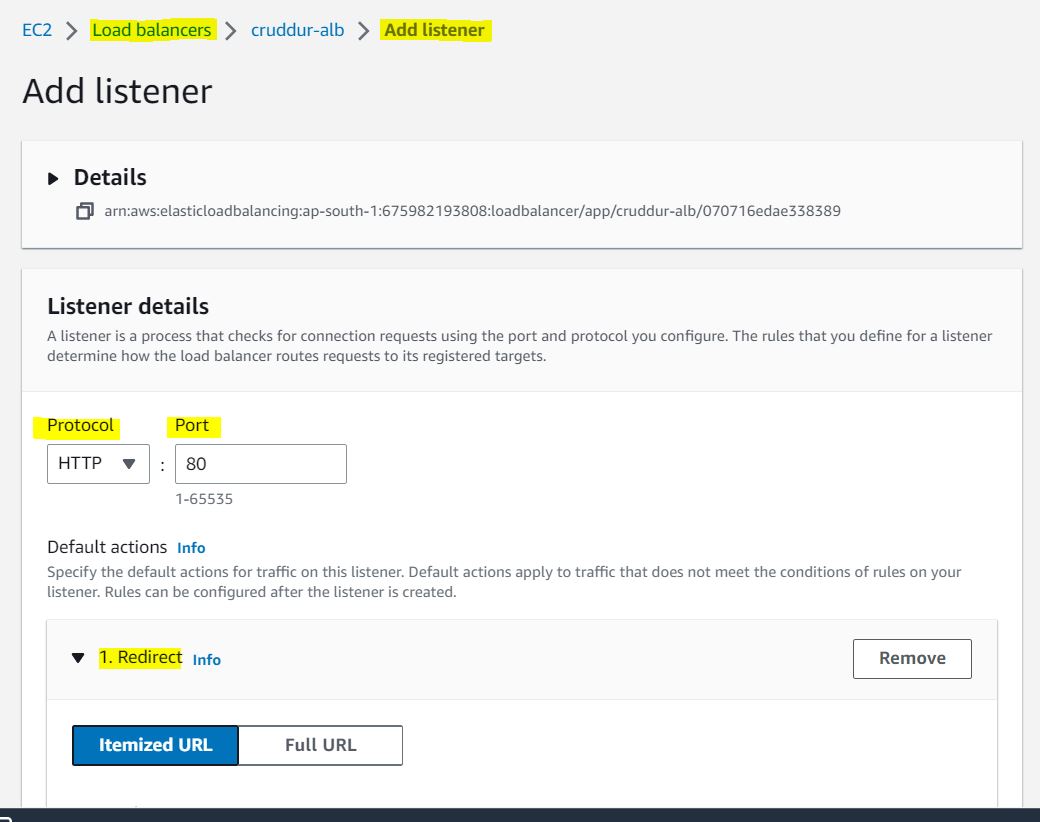 EC2 > Load balancers > cruddur-alb > Add listener
Add listener
Details
arn:aws:elasticloadbalancing:ap-south-1:675982193808:loadbalancer/app/cruddur-alb/070716edae338389
Listener details
A listener is a process that checks for connection requests using the port and protocol you configure. The rules that you define for a listener
determine how the load balancer routes requests to its registered targets.
Protocol Port
HTTP : 80
1-65535
Default actions Info
Specify the default actions for traffic on this listener. Default actions apply to traffic that does not meet the conditions of rules on your
listener. Rules can be configured after the listener is created.
1. Redirect Info Remove
Itemized URL Full URL